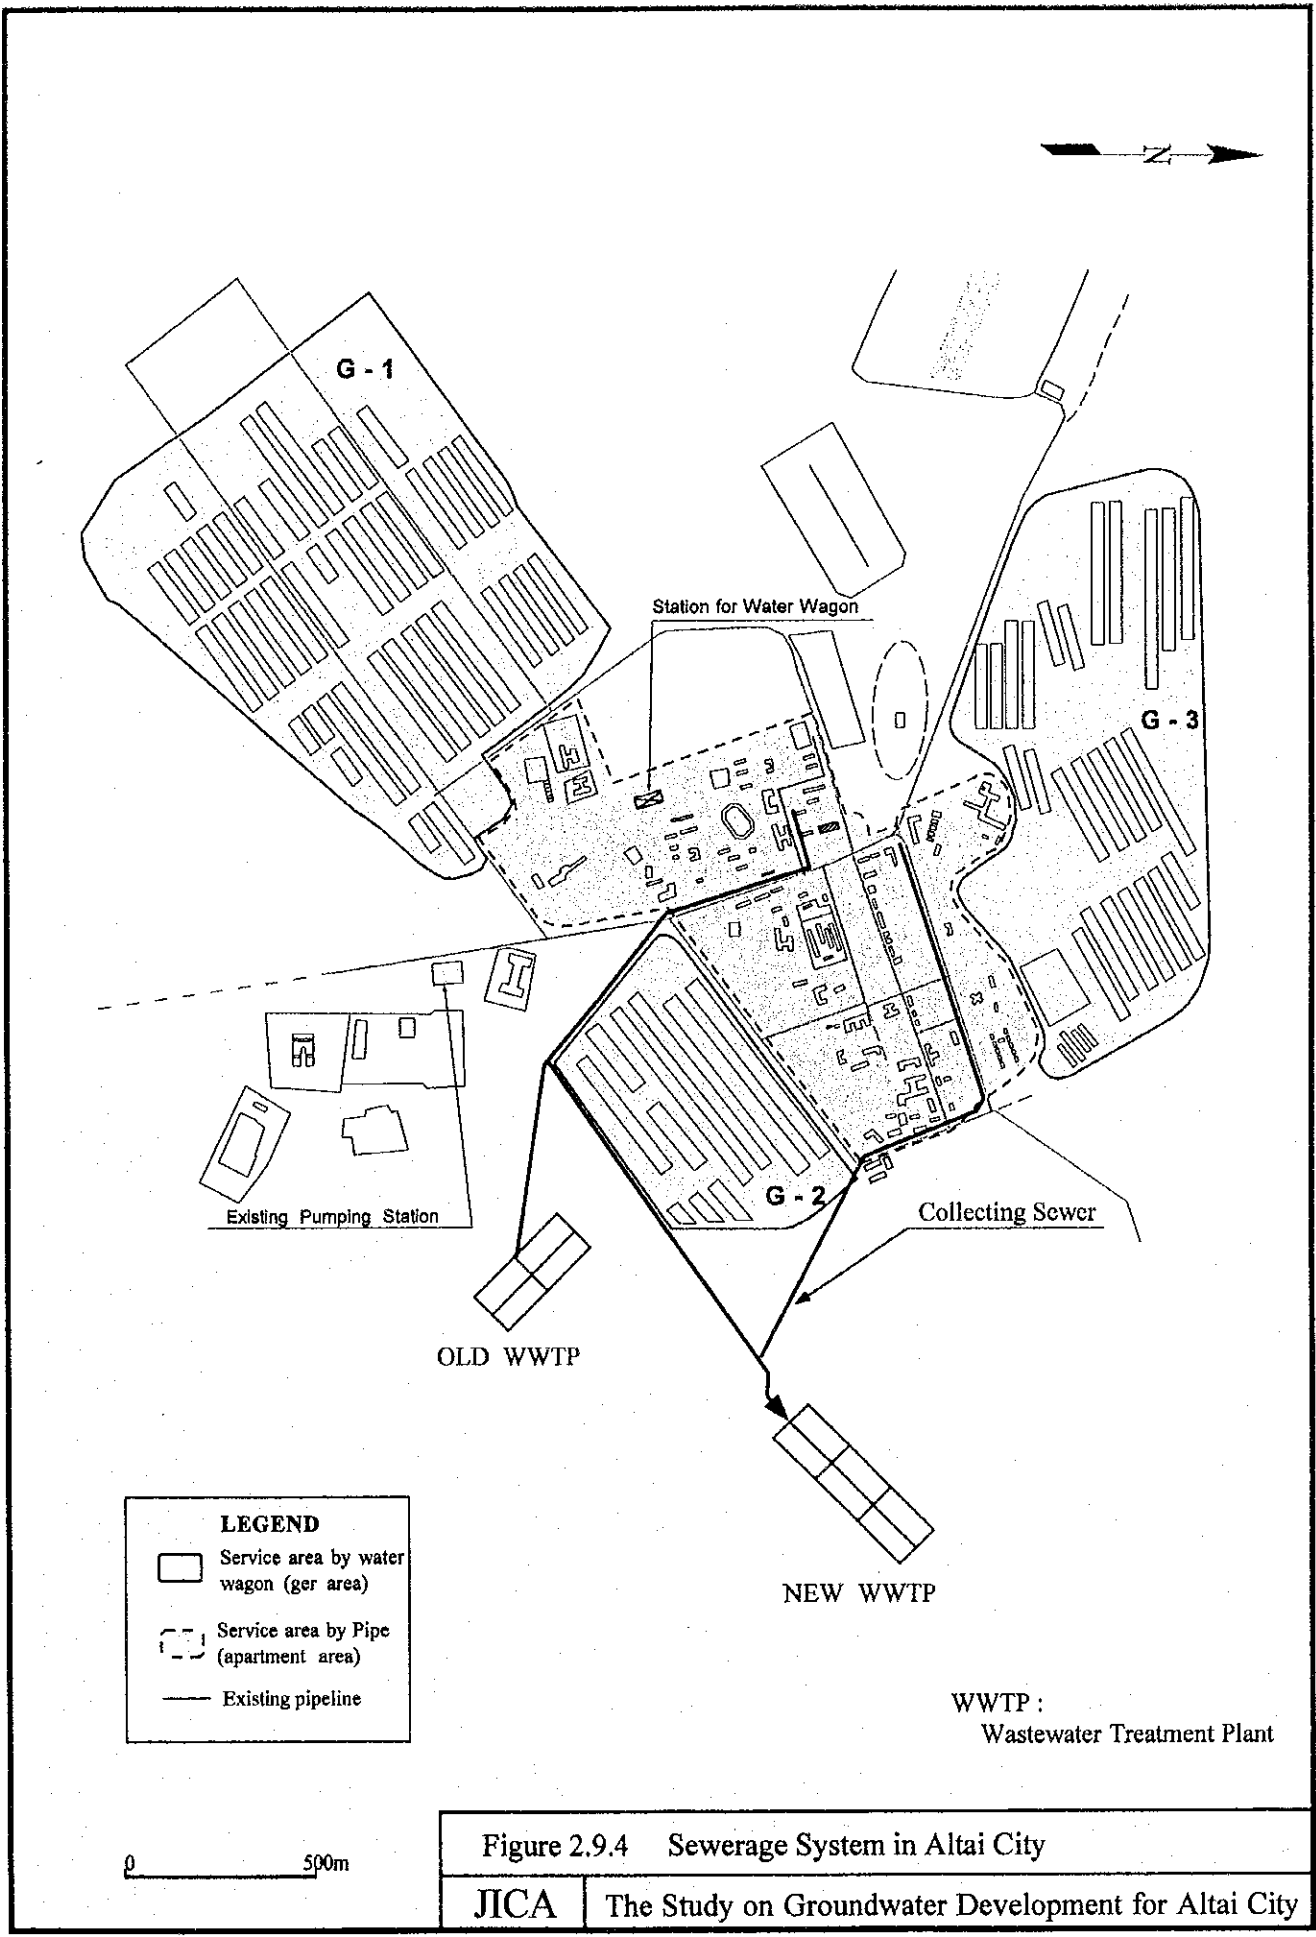 N
G - 1
Station for Water Wagon
G - 3
G - 2
Existing Pumping Station
Collecting Sewer
OLD WWTP
NEW WWTP
LEGEND
Service area by water
wagon (ger area)
Service area by Pipe
(apartment area)
Existing pipeline
WWTP :
Wastewater Treatment Plant
0 500m
Figure 2.9.4 Sewerage System in Altai City
JICA The Study on Groundwater Development for Altai City